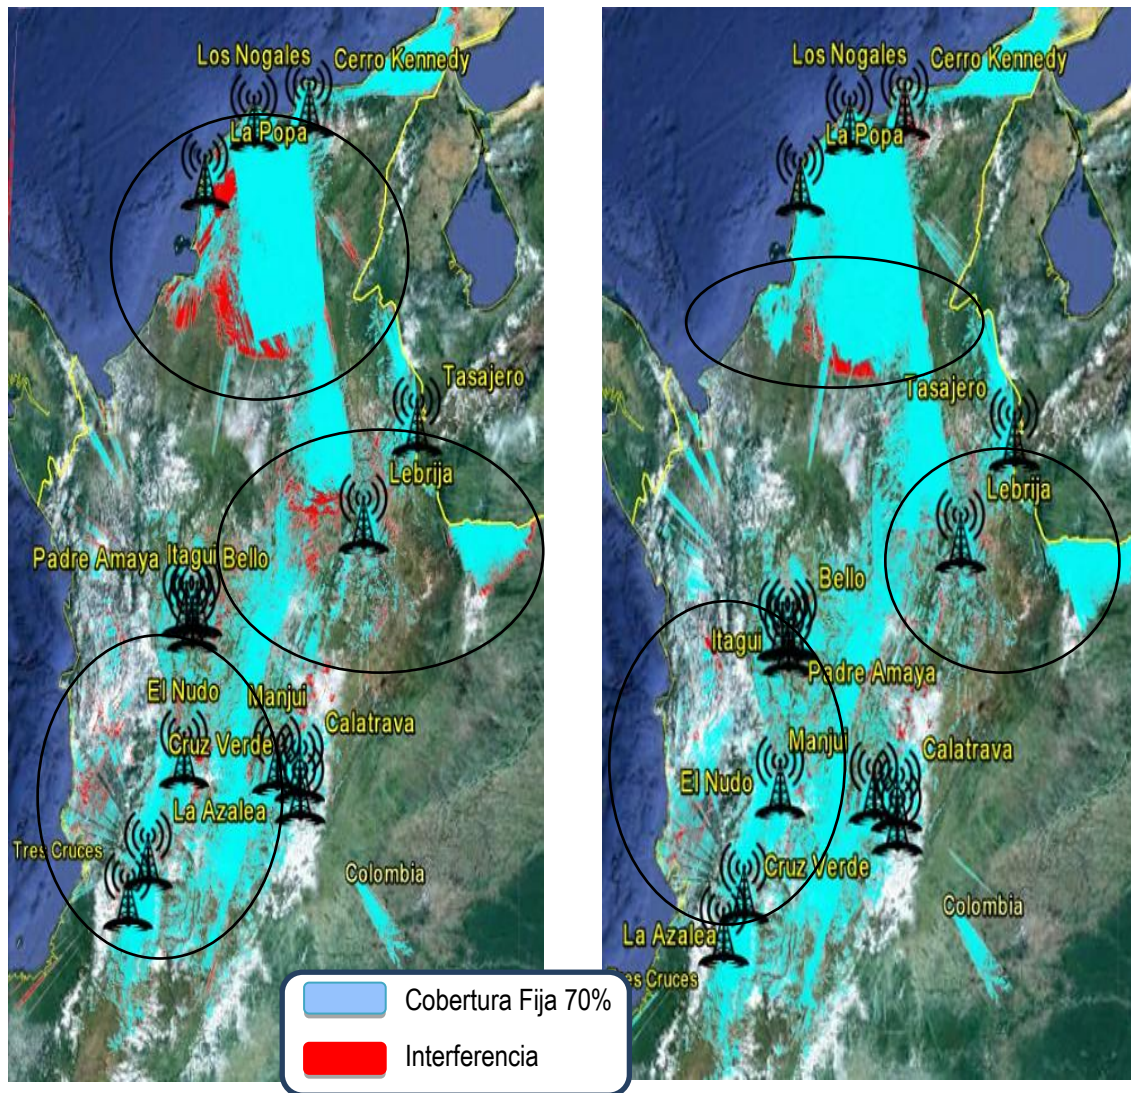 Los Nogales
Cerro Kennedy
La Popa
Tasajero
Lebrija
Padre Amaya
Itagui
Bello
El Nudo
Manjui
Calatrava
Cruz Verde
La Azalea
Tres Cruces
Colombia
Los Nogales
Cerro Kennedy
La Popa
Tasajero
Lebrija
Bello
Itagui
Padre Amaya
Manjui
Calatrava
El Nudo
Cruz Verde
Colombia
La Azalea
Tres Cruces
Cobertura Fija 70%
Interferencia